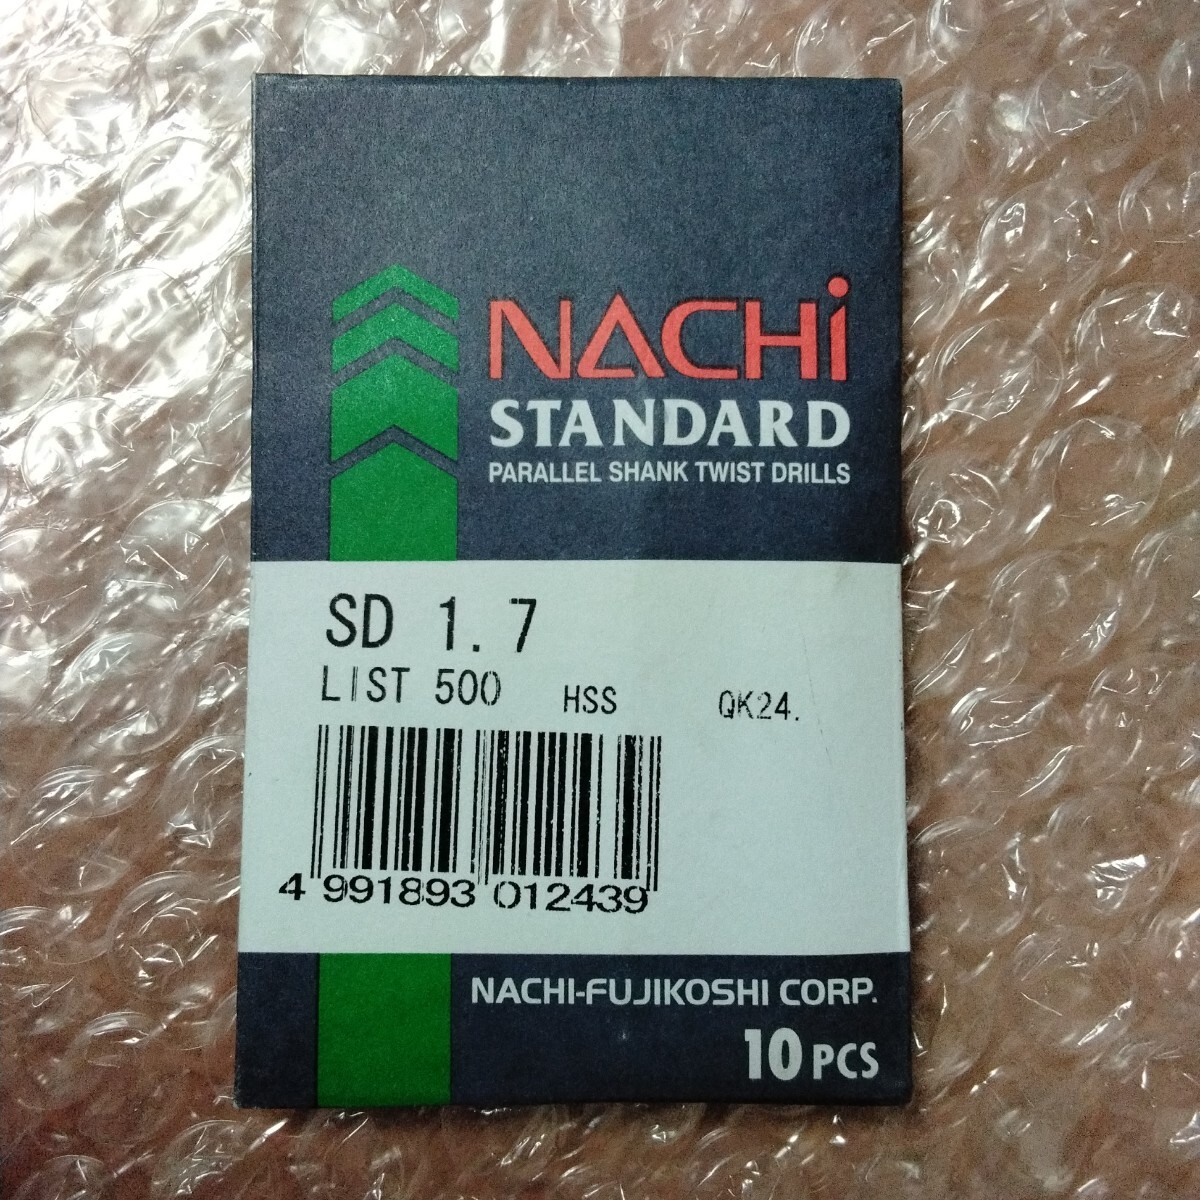 NACHi
STANDARD
PARALLEL SHANK TWIST DRILLS
SD 1.7
LIST 500 HSS QK24.
4 991893 012439
NACHI-FUJIKOSHI CORP.
10 PCS